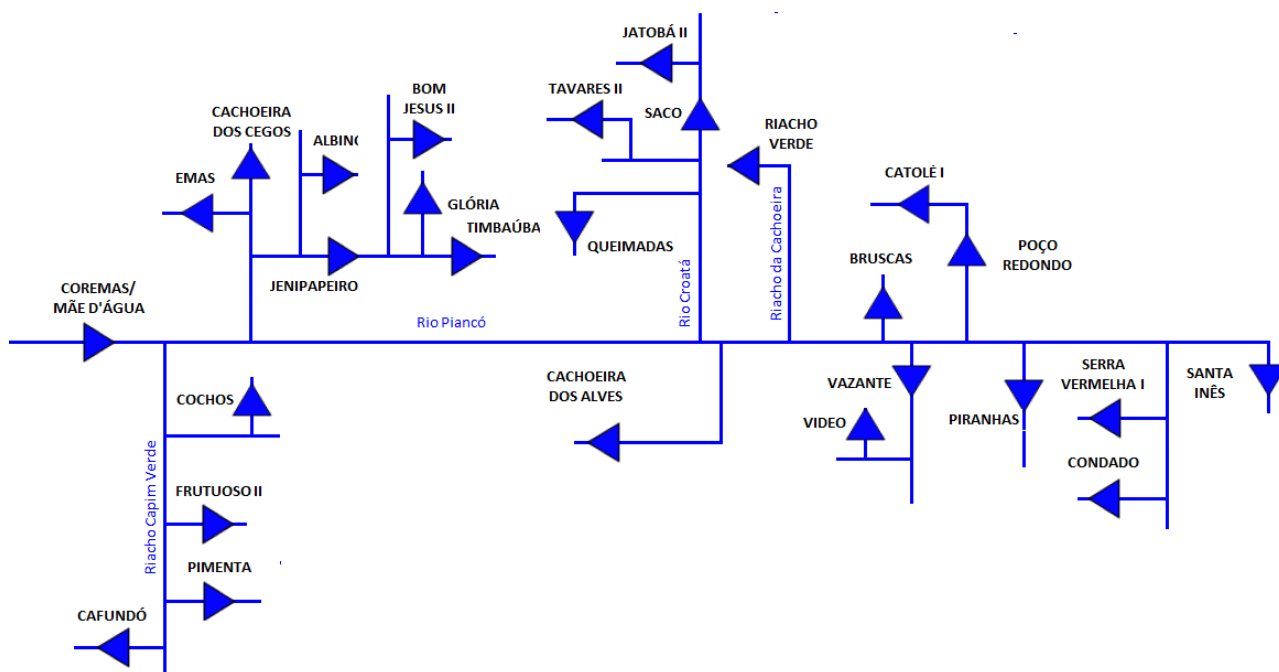 JATOBÁ II
BOM
JESUS II
TAVARES II
CACHOEIRA
DOS CEGOS
ALBINO
SACO
RIACHO
VERDE
EMAS
CATOLÉ I
GLÓRIA
TIMBAÚBA
QUEIMADAS
POÇO
REDONDO
BRUSCAS
JENIPAPEIRO
COREMAS/
MÃE D'ÁGUA
Rio Piancó
Rio Croatá
Riacho da Cachoeira
CACHOEIRA
DOS ALVES
VAZANTE
SERRA
VERMELHA I
SANTA
INÊS
COCHOS
VIDEO
PIRANHAS
CONDADO
FRUTUOSO II
Riacho Capim Verde
PIMENTA
CAFUNDÓ